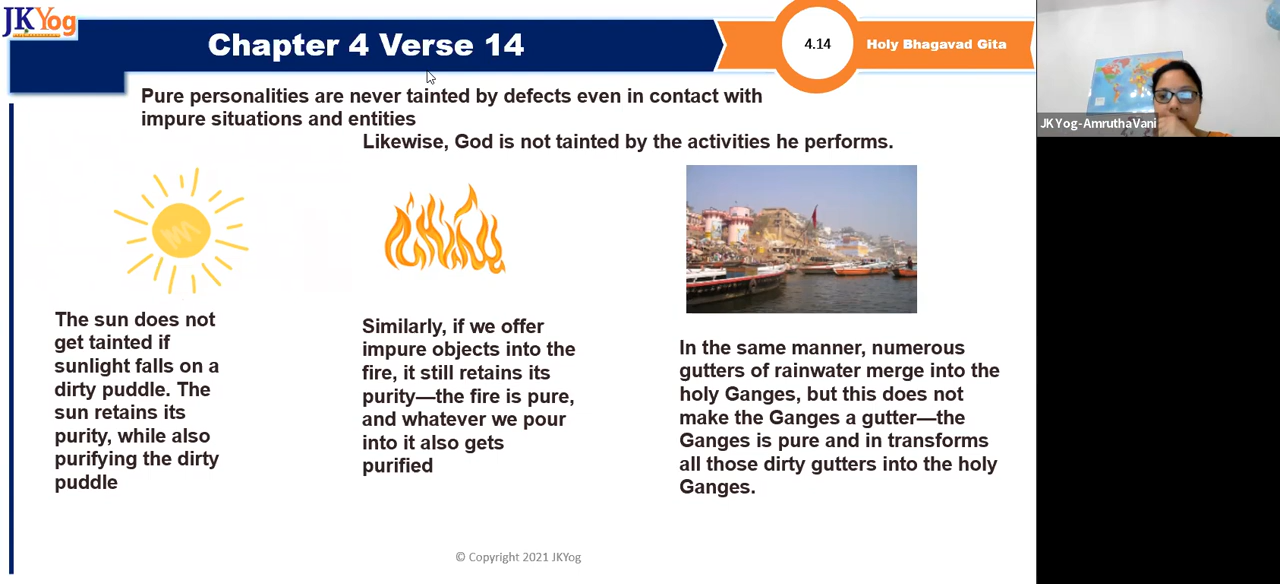 JKYog
Chapter 4 Verse 14
4.14
Holy Bhagavad Gita
JKYog-AmruthaVani
Pure personalities are never tainted by defects even in contact with
impure situations and entities
Likewise, God is not tainted by the activities he performs.
The sun does not
get tainted if
sunlight falls on a
dirty puddle. The
sun retains its
purity, while also
purifying the dirty
puddle
Similarly, if we offer
impure objects into the
fire, it still retains its
purity—the fire is pure,
and whatever we pour
into it also gets
purified
In the same manner, numerous
gutters of rainwater merge into the
holy Ganges, but this does not
make the Ganges a gutter—the
Ganges is pure and in transforms
all those dirty gutters into the holy
Ganges.
© Copyright 2021 JKYog